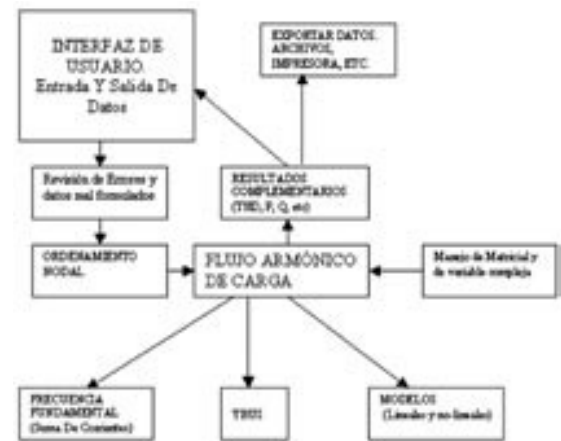 INTERFAZ DE
USUARIO.
Entrada Y Salida De
Datos
EXPORTAR DATOS.
ARCHIVOS,
IMPRESORA, ETC.
Revisión de Errores y
datos mal formulados
RESULTADOS
COMPLEMENTARIOS
(THD, P, Q, etc)
ORDENAMIENTO
NODAL
FLUJO ARMÓNICO
DE CARGA
Manejo de Matricial y
de variable compleja
FRECUENCIA
FUNDAMENTAL
(Suma De Corrientes)
YBUS
MODELOS
(Lineales y no-lineales)